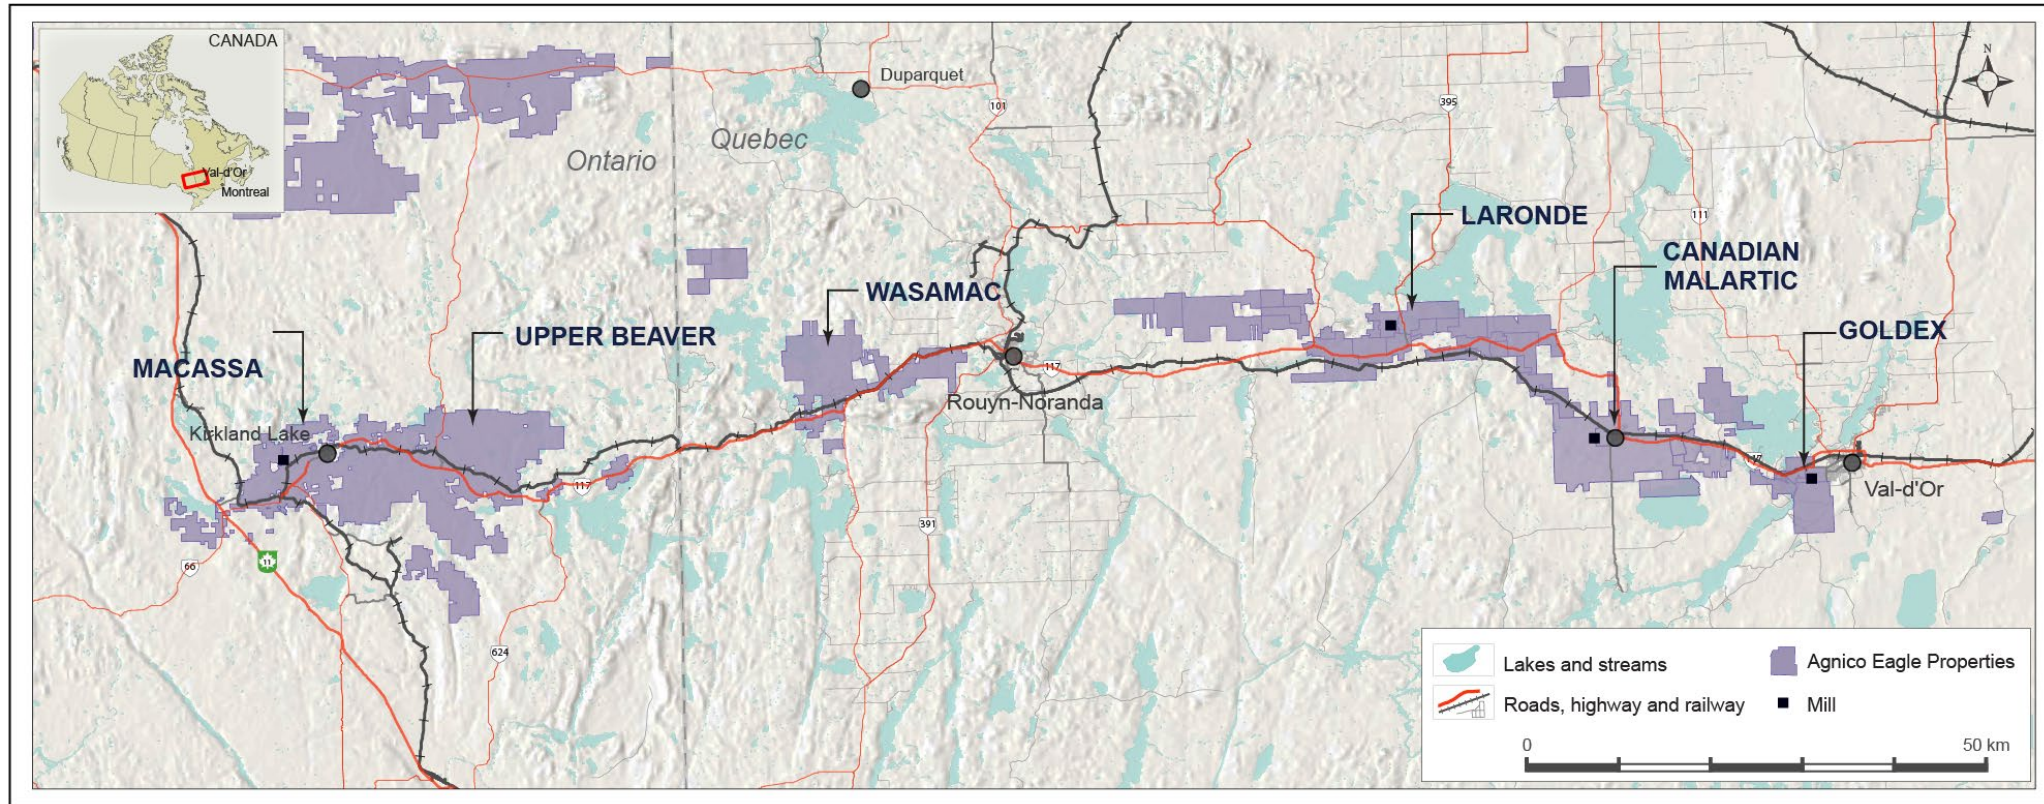 CANADA
Val-d'Or
Montreal
N
Duparquet
101
395
Ontario
Quebec
111
LARONDE
CANADIAN
MALARTIC
WASAMAC
UPPER BEAVER
GOLDEX
MACASSA
117
Rouyn-Noranda
Kirkland Lake
117
117
Val-d'Or
391
66
11
624
Lakes and streams
Agnico Eagle Properties
Roads, highway and railway
Mill
0
50 km